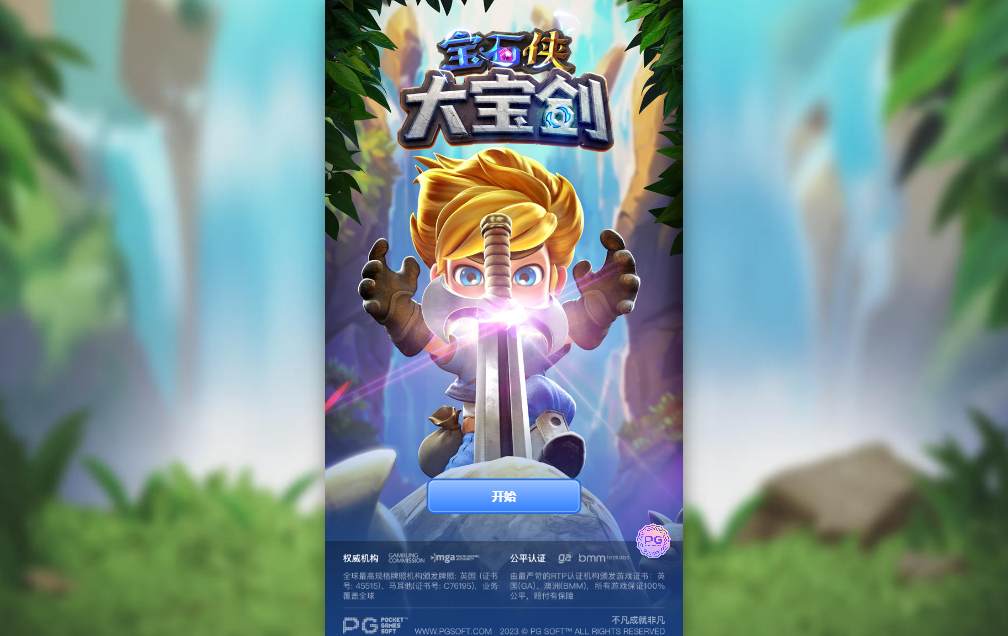 宝石侠
大宝剑
开始
权威机构
GAMBLING COMMISSION
mga
全球最高规格牌照机构颁发牌照: 英国 (证书
号: 45515)、马耳他(证书号: C76195), 业务
覆盖全球
公平认证
ga
bmm testlabs
由最严苛的RTP认证机构颁发游戏证书: 英
国(GA)、澳洲(BMM)。所有游戏保证100%
公平, 赔付有保障
PG
PG POCKET GAMES SOFT
不凡成就非凡
WWW.PGSOFT.COM 2023 © PG SOFT™ ALL RIGHTS RESERVED